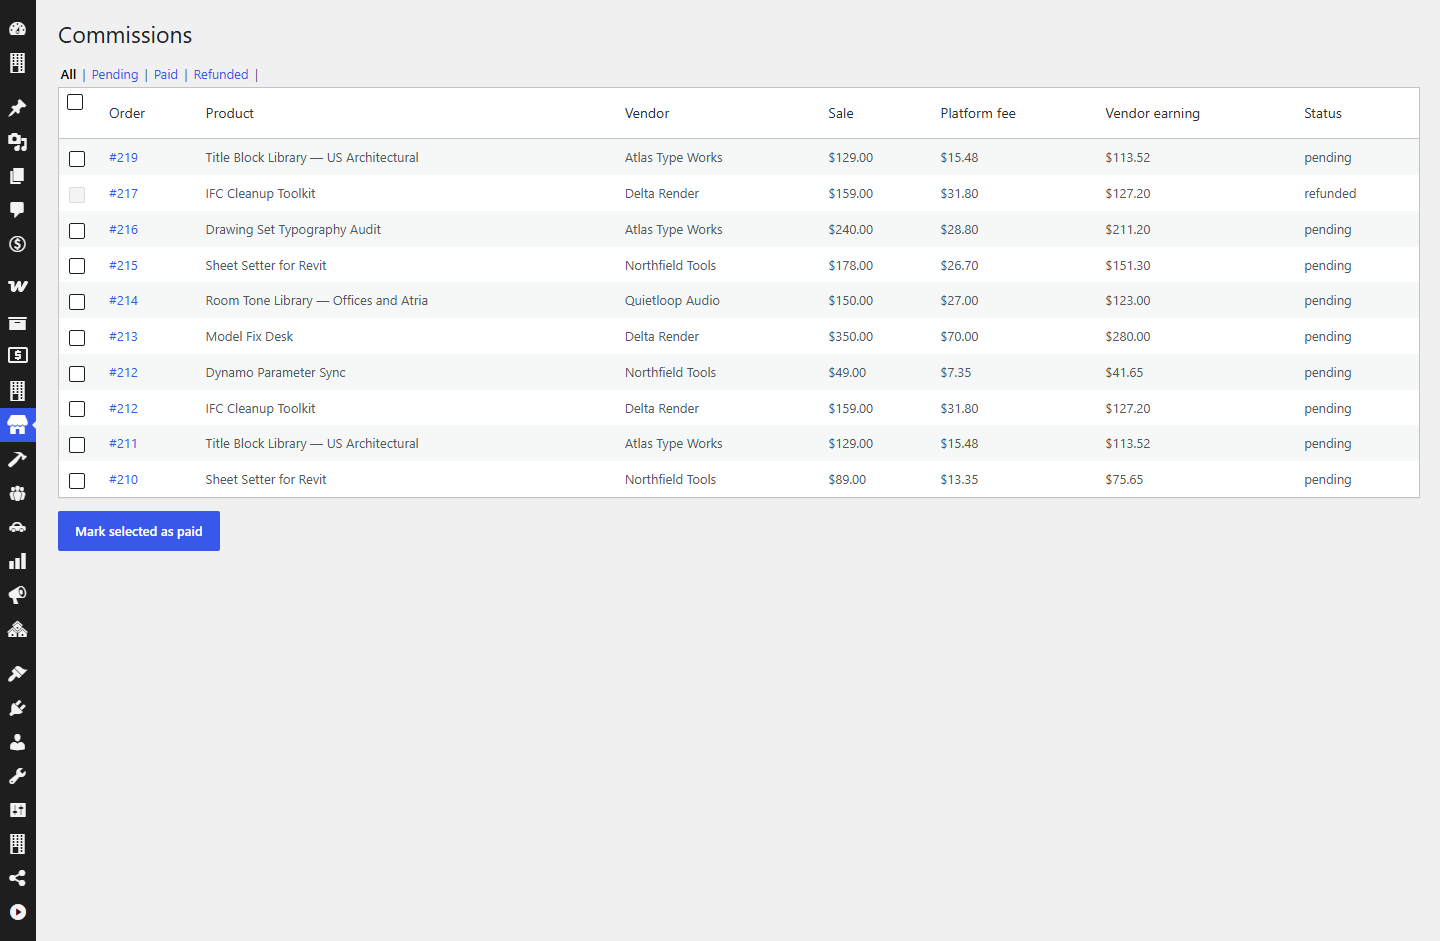 Commissions
All | Pending | Paid | Refunded |
Order Product Vendor Sale Platform fee Vendor earning Status
#219 Title Block Library — US Architectural Atlas Type Works $129.00 $15.48 $113.52 pending
#217 IFC Cleanup Toolkit Delta Render $159.00 $31.80 $127.20 refunded
#216 Drawing Set Typography Audit Atlas Type Works $240.00 $28.80 $211.20 pending
#215 Sheet Setter for Revit Northfield Tools $178.00 $26.70 $151.30 pending
#214 Room Tone Library — Offices and Atria Quietloop Audio $150.00 $27.00 $123.00 pending
#213 Model Fix Desk Delta Render $350.00 $70.00 $280.00 pending
#212 Dynamo Parameter Sync Northfield Tools $49.00 $7.35 $41.65 pending
#212 IFC Cleanup Toolkit Delta Render $159.00 $31.80 $127.20 pending
#211 Title Block Library — US Architectural Atlas Type Works $129.00 $15.48 $113.52 pending
#210 Sheet Setter for Revit Northfield Tools $89.00 $13.35 $75.65 pending
Mark selected as paid